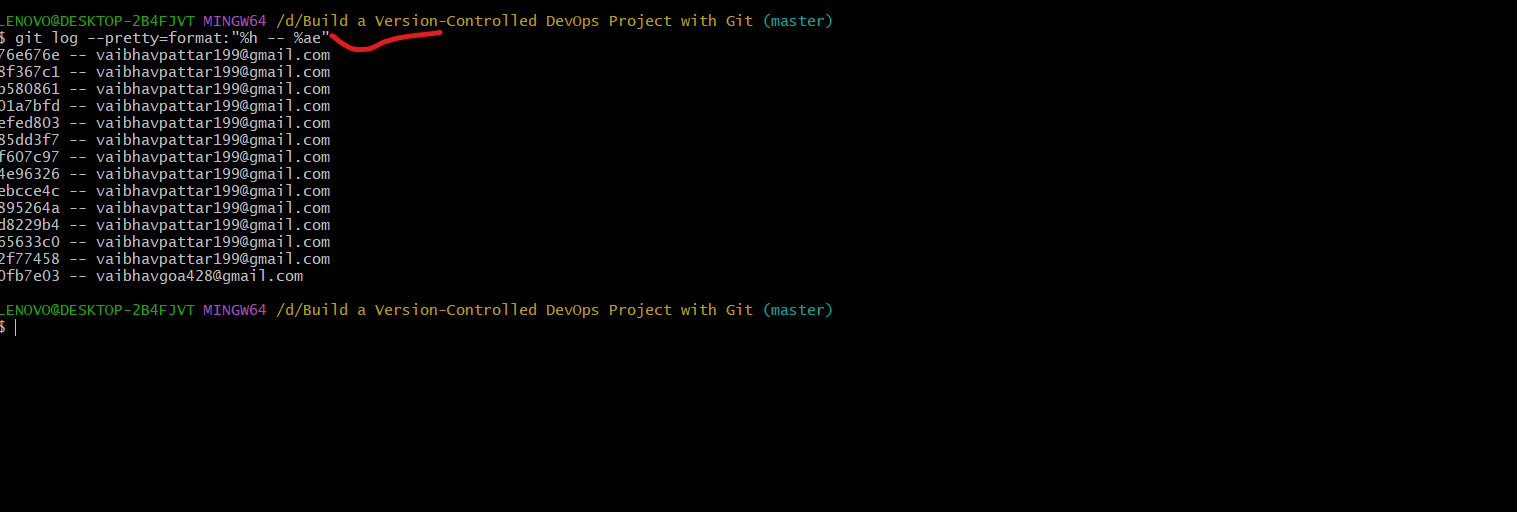 LENOVO@DESKTOP-2B4FJVT MINGW64 /d/Build a Version-Controlled DevOps Project with Git (master)
$ git log --pretty=format:"%h -- %ae"
76e676e -- vaibhavpattar199@gmail.com
8f367c1 -- vaibhavpattar199@gmail.com
b580861 -- vaibhavpattar199@gmail.com
01a7bfd -- vaibhavpattar199@gmail.com
efed803 -- vaibhavpattar199@gmail.com
85dd3f7 -- vaibhavpattar199@gmail.com
f607c97 -- vaibhavpattar199@gmail.com
4e96326 -- vaibhavpattar199@gmail.com
ebcce4c -- vaibhavpattar199@gmail.com
895264a -- vaibhavpattar199@gmail.com
d8229b4 -- vaibhavpattar199@gmail.com
65633c0 -- vaibhavpattar199@gmail.com
2f77458 -- vaibhavpattar199@gmail.com
0fb7e03 -- vaibhavgoa428@gmail.com
LENOVO@DESKTOP-2B4FJVT MINGW64 /d/Build a Version-Controlled DevOps Project with Git (master)
$